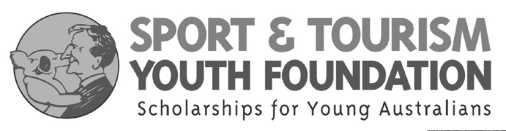 SPORT & TOURISM
YOUTH FOUNDATION
Scholarships for Young Australians